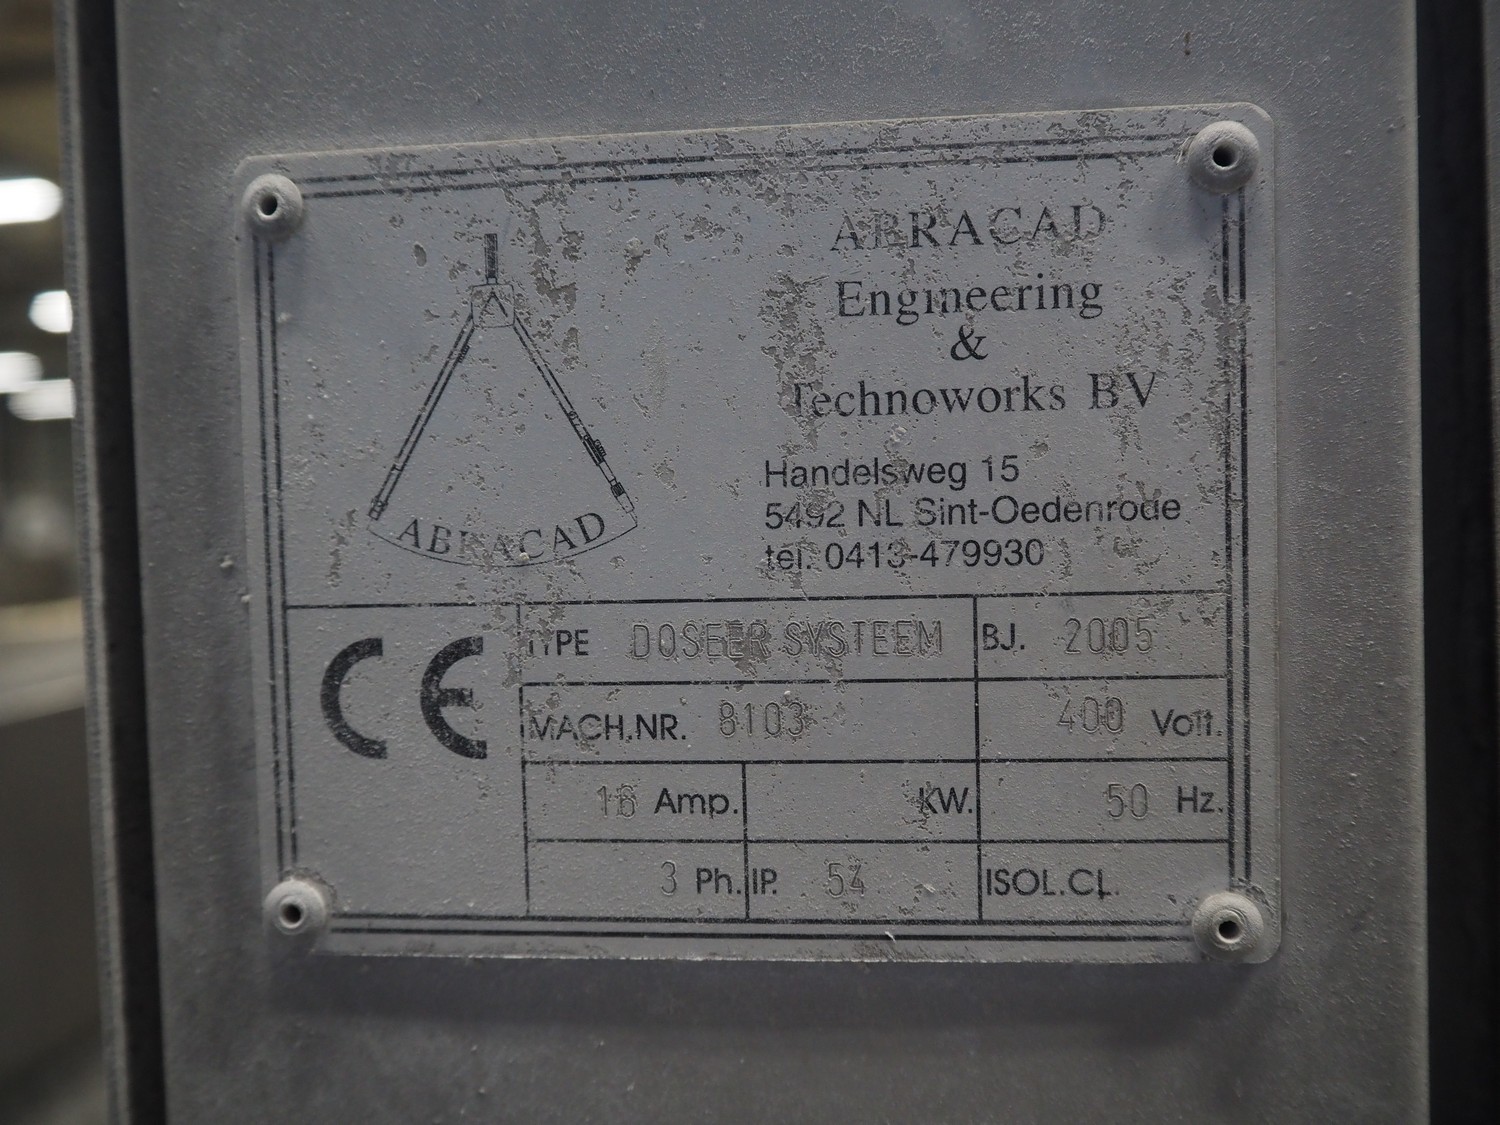 ABRACAD
Engineering
&
Technoworks BV
Handelsweg 15
5492 NL Sint-Oedenrode
tel. 0413-479930
ABRACAD
CE
TYPE DOSEER SYSTEEM BJ. 2005
MACH.NR. 8103 400 Volt.
16 Amp. KW. 50 Hz.
3 Ph. IP. 54 ISOL.CL.